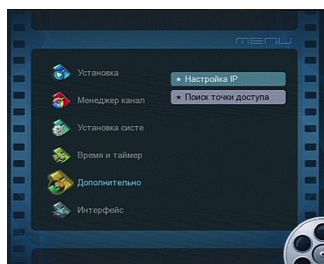 menu
Установка
Настройка IP
Менеджер канал
Поиск точки доступа
Установка систе
Время и таймер
Дополнительно
Интерфейс